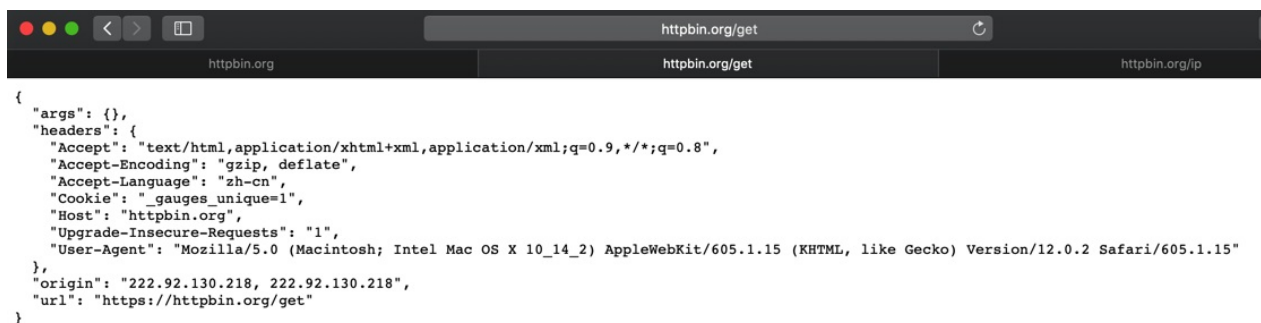 httpbin.org/get
httpbin.org httpbin.org/get httpbin.org/ip
{
  "args": {},
  "headers": {
    "Accept": "text/html,application/xhtml+xml,application/xml;q=0.9,*/*;q=0.8",
    "Accept-Encoding": "gzip, deflate",
    "Accept-Language": "zh-cn",
    "Cookie": "_gauges_unique=1",
    "Host": "httpbin.org",
    "Upgrade-Insecure-Requests": "1",
    "User-Agent": "Mozilla/5.0 (Macintosh; Intel Mac OS X 10_14_2) AppleWebKit/605.1.15 (KHTML, like Gecko) Version/12.0.2 Safari/605.1.15"
  },
  "origin": "222.92.130.218, 222.92.130.218",
  "url": "https://httpbin.org/get"
}